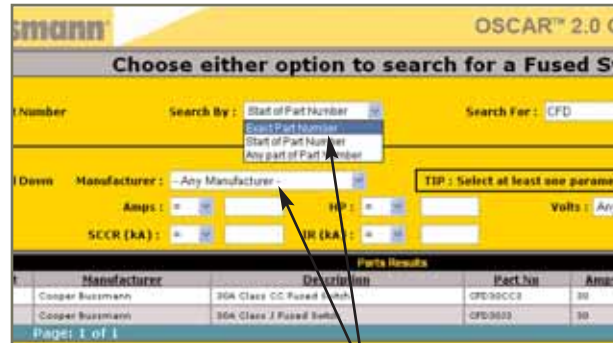 smann OSCAR™ 2.0
Choose either option to search for a Fused S
Number Search By : Start of Part Number Search For : CFD
Exact Part Number
Start of Part Number
Any part of Part Number
Down Manufacturer : - Any Manufacturer - TIP : Select at least one parame
Amps : = HP : = Volts : An
SCCR (kA) : = IR (kA) : =
Parts Results
Manufacturer Description Part No Amps
Cooper Bussmann 30A Class CC Fused Switch CFD30CC3 30
Cooper Bussmann 30A Class J Fused Switch CFD30J3 30
Page: 1 of 1